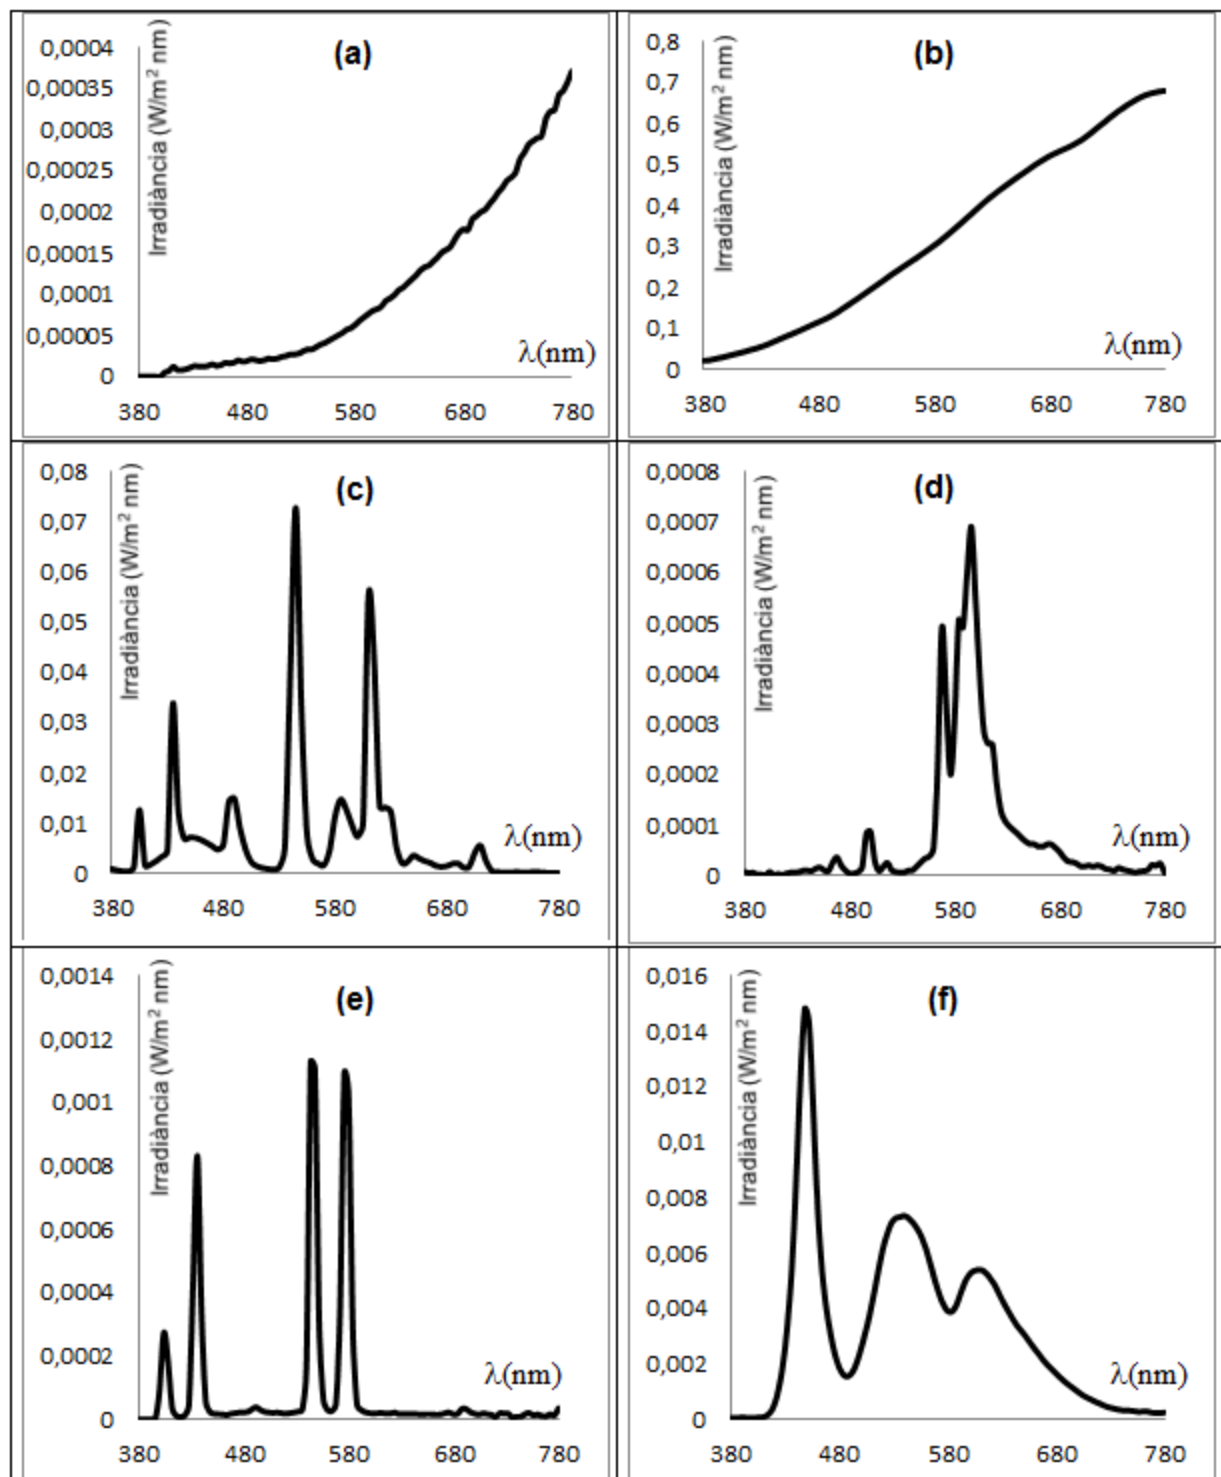 (a)
Irradiància (W/m² nm)
0,0004
0,00035
0,0003
0,00025
0,0002
0,00015
0,0001
0,00005
0
λ(nm)
380 480 580 680 780
(b)
Irradiància (W/m² nm)
0,8
0,7
0,6
0,5
0,4
0,3
0,2
0,1
0
λ(nm)
380 480 580 680 780
(c)
Irradiància (W/m² nm)
0,08
0,07
0,06
0,05
0,04
0,03
0,02
0,01
0
λ(nm)
380 480 580 680 780
(d)
Irradiància (W/m² nm)
0,0008
0,0007
0,0006
0,0005
0,0004
0,0003
0,0002
0,0001
0
λ(nm)
380 480 580 680 780
(e)
Irradiància (W/m² nm)
0,0014
0,0012
0,001
0,0008
0,0006
0,0004
0,0002
0
λ(nm)
380 480 580 680 780
(f)
Irradiància (W/m² nm)
0,016
0,014
0,012
0,01
0,008
0,006
0,004
0,002
0
λ(nm)
380 480 580 680 780